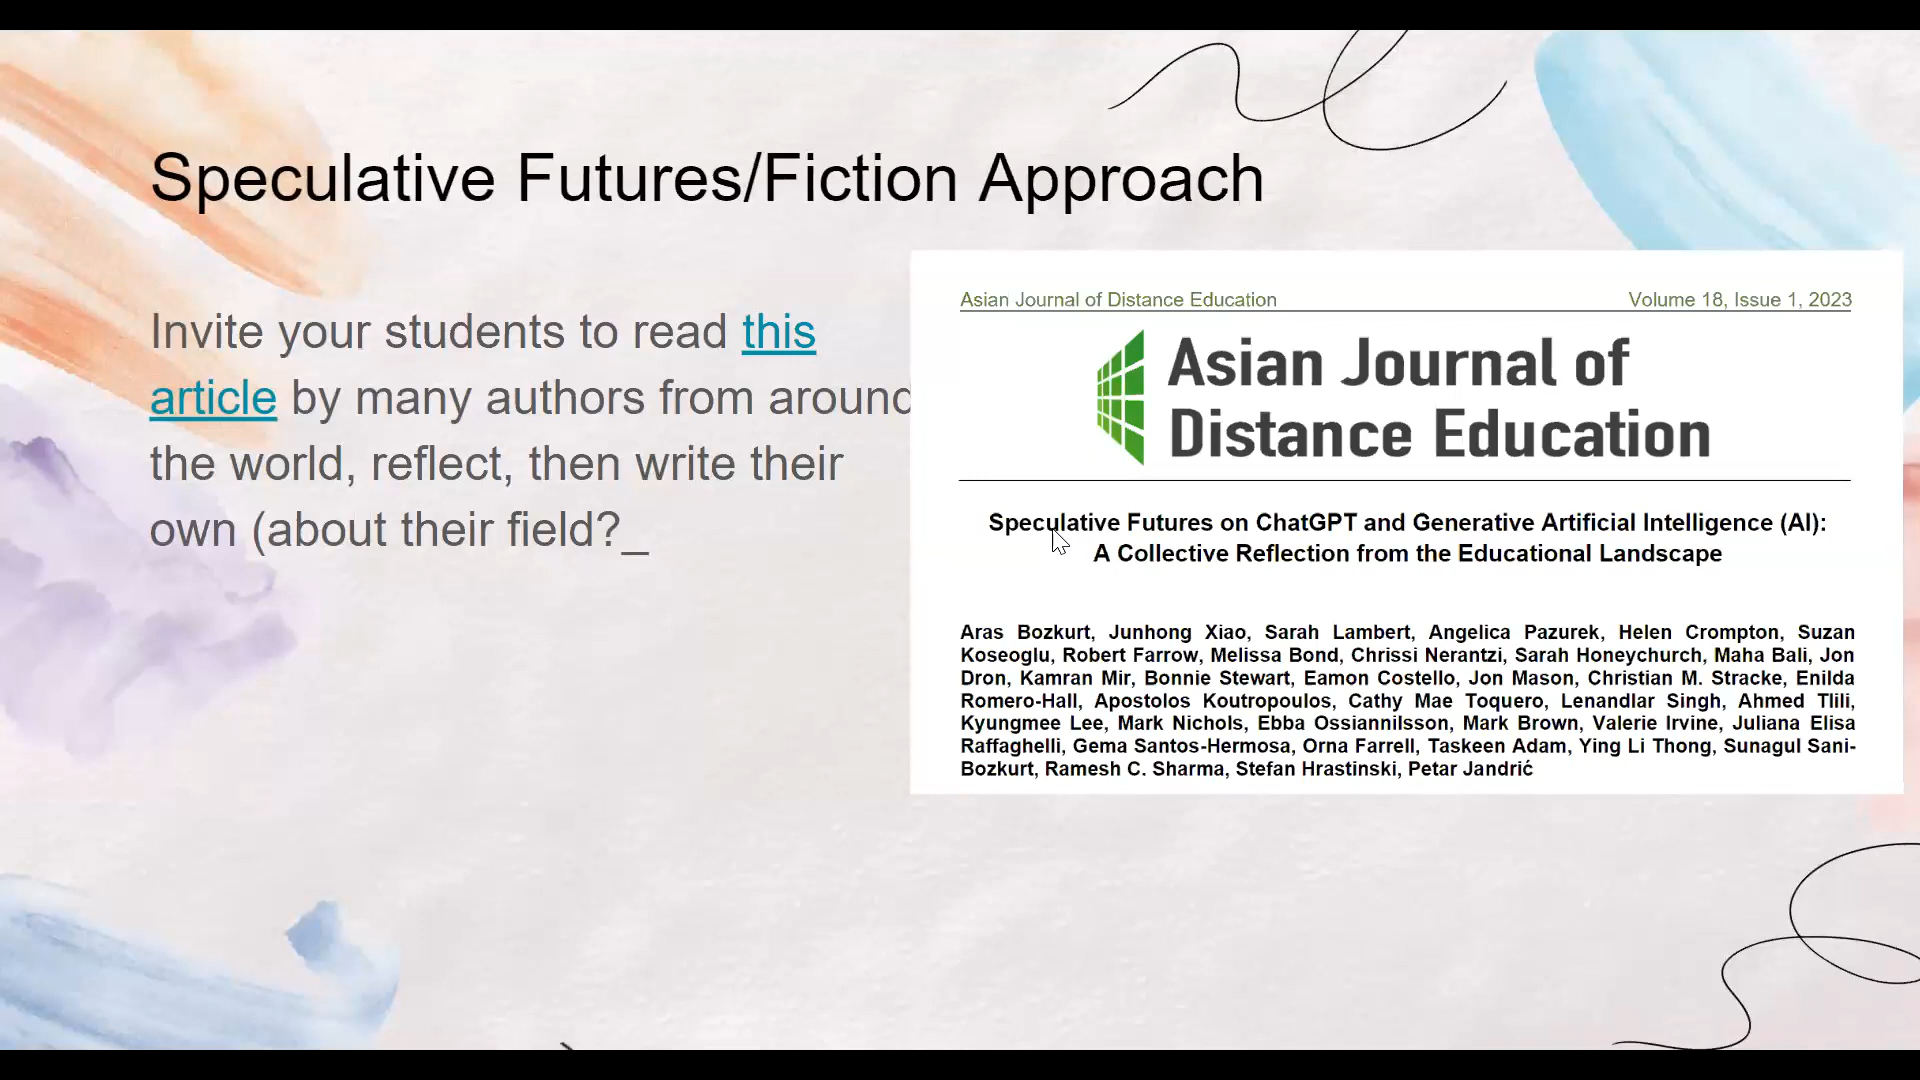 Speculative Futures/Fiction Approach
Invite your students to read this
article by many authors from around
the world, reflect, then write their
own (about their field?_
Asian Journal of Distance Education Volume 18, Issue 1, 2023
Asian Journal of
Distance Education
Speculative Futures on ChatGPT and Generative Artificial Intelligence (AI):
A Collective Reflection from the Educational Landscape
Aras Bozkurt, Junhong Xiao, Sarah Lambert, Angelica Pazurek, Helen Crompton, Suzan
Koseoglu, Robert Farrow, Melissa Bond, Chrissi Nerantzi, Sarah Honeychurch, Maha Bali, Jon
Dron, Kamran Mir, Bonnie Stewart, Eamon Costello, Jon Mason, Christian M. Stracke, Enilda
Romero-Hall, Apostolos Koutropoulos, Cathy Mae Toquero, Lenandlar Singh, Ahmed Tlili,
Kyungmee Lee, Mark Nichols, Ebba Ossiannilsson, Mark Brown, Valerie Irvine, Juliana Elisa
Raffaghelli, Gema Santos-Hermosa, Orna Farrell, Taskeen Adam, Ying Li Thong, Sunagul Sani-
Bozkurt, Ramesh C. Sharma, Stefan Hrastinski, Petar Jandrić